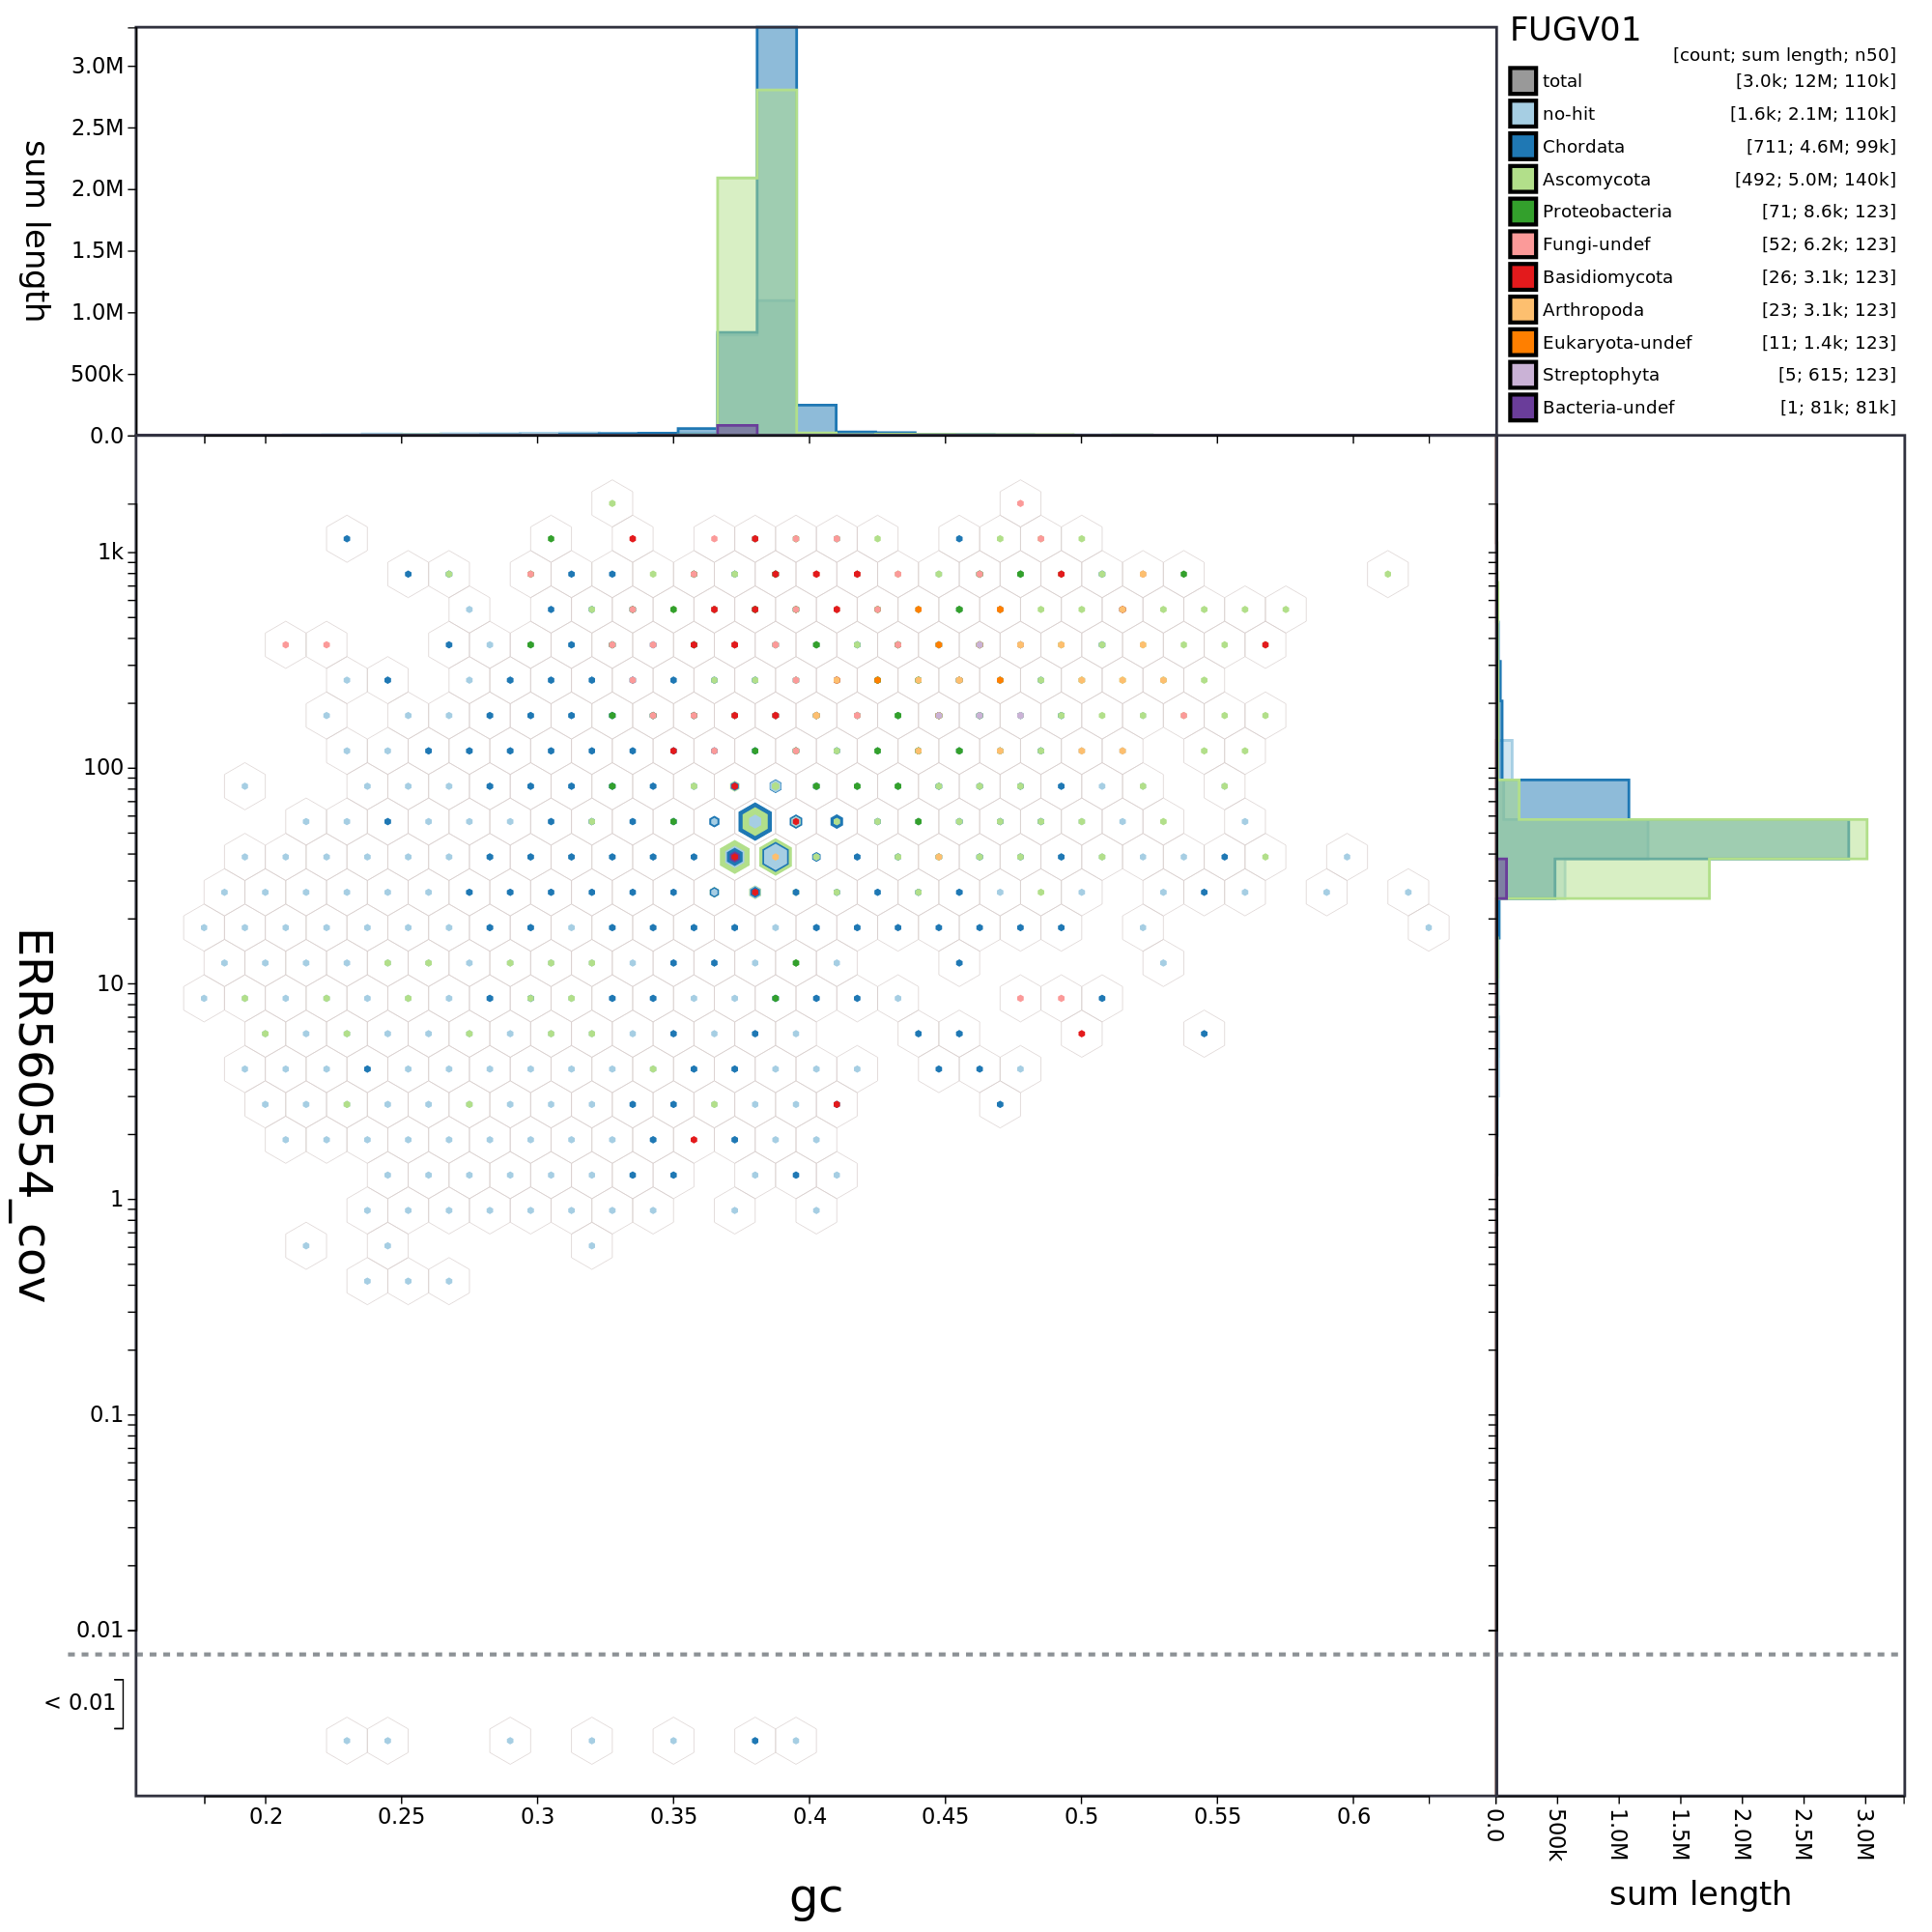 FUGV01
[count; sum length; n50]
total [3.0k; 12M; 110k]
no-hit [1.6k; 2.1M; 110k]
Chordata [711; 4.6M; 99k]
Ascomycota [492; 5.0M; 140k]
Proteobacteria [71; 8.6k; 123]
Fungi-undef [52; 6.2k; 123]
Basidiomycota [26; 3.1k; 123]
Arthropoda [23; 3.1k; 123]
Eukaryota-undef [11; 1.4k; 123]
Streptophyta [5; 615; 123]
Bacteria-undef [1; 81k; 81k]
sum length
3.0M
2.5M
2.0M
1.5M
1.0M
500k
0.0
ERR560554_cov
1k
100
10
1
0.1
0.01
< 0.01
0.2 0.25 0.3 0.35 0.4 0.45 0.5 0.55 0.6
gc
0.0 500k 1.0M 1.5M 2.0M 2.5M 3.0M
sum length